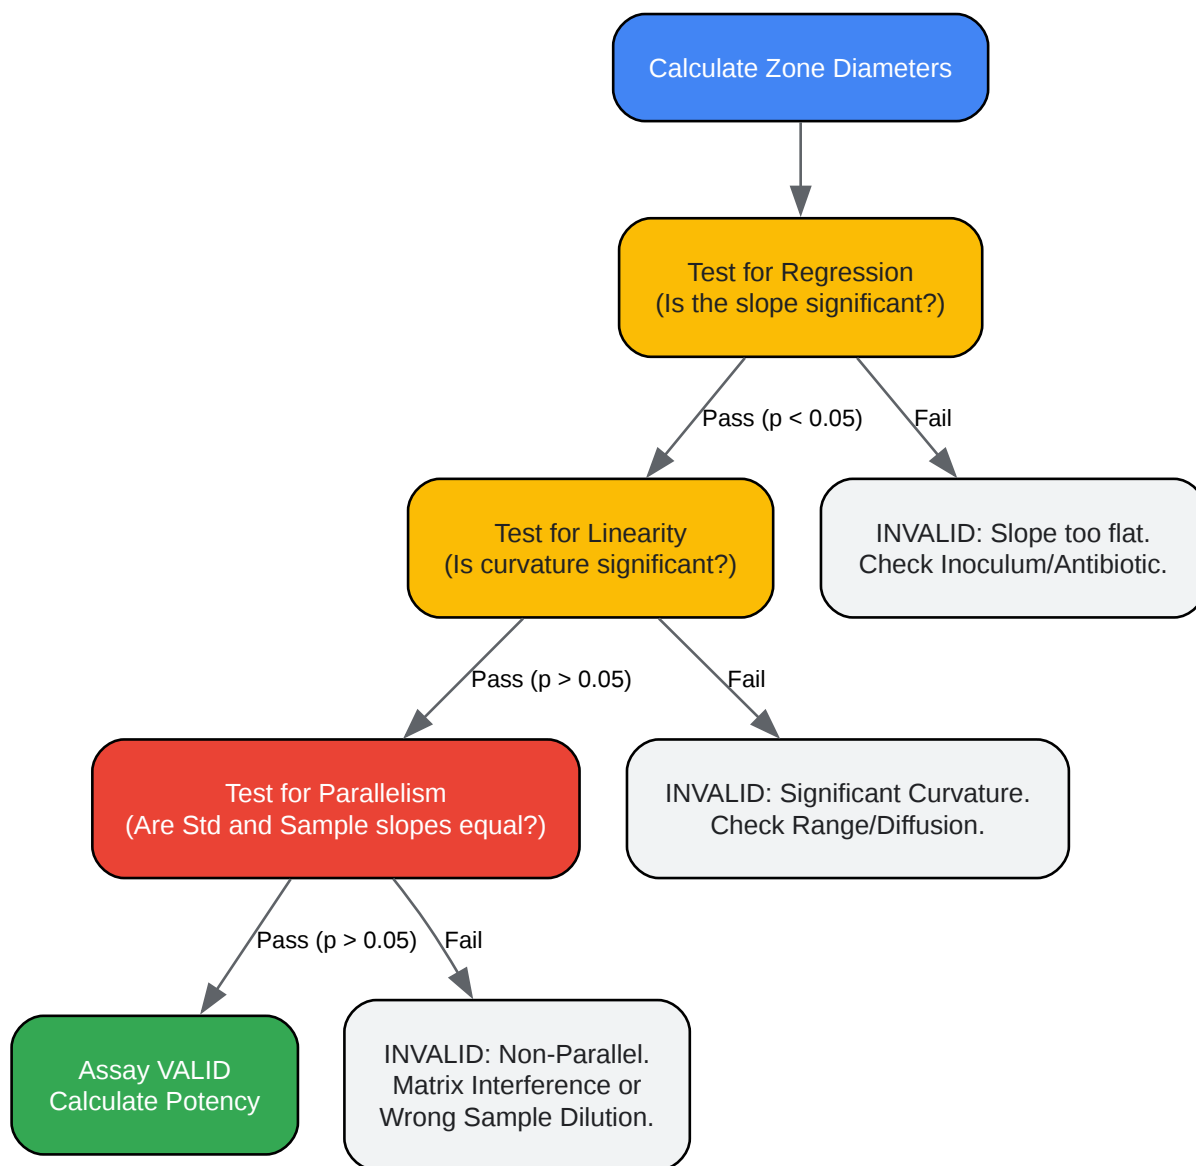 Calculate Zone Diameters
Test for Regression
(Is the slope significant?)
Pass (p < 0.05)
Fail
Test for Linearity
(Is curvature significant?)
INVALID: Slope too flat.
Check Inoculum/Antibiotic.
Pass (p > 0.05)
Fail
Test for Parallelism
(Are Std and Sample slopes equal?)
INVALID: Significant Curvature.
Check Range/Diffusion.
Pass (p > 0.05)
Fail
Assay VALID
Calculate Potency
INVALID: Non-Parallel.
Matrix Interference or
Wrong Sample Dilution.